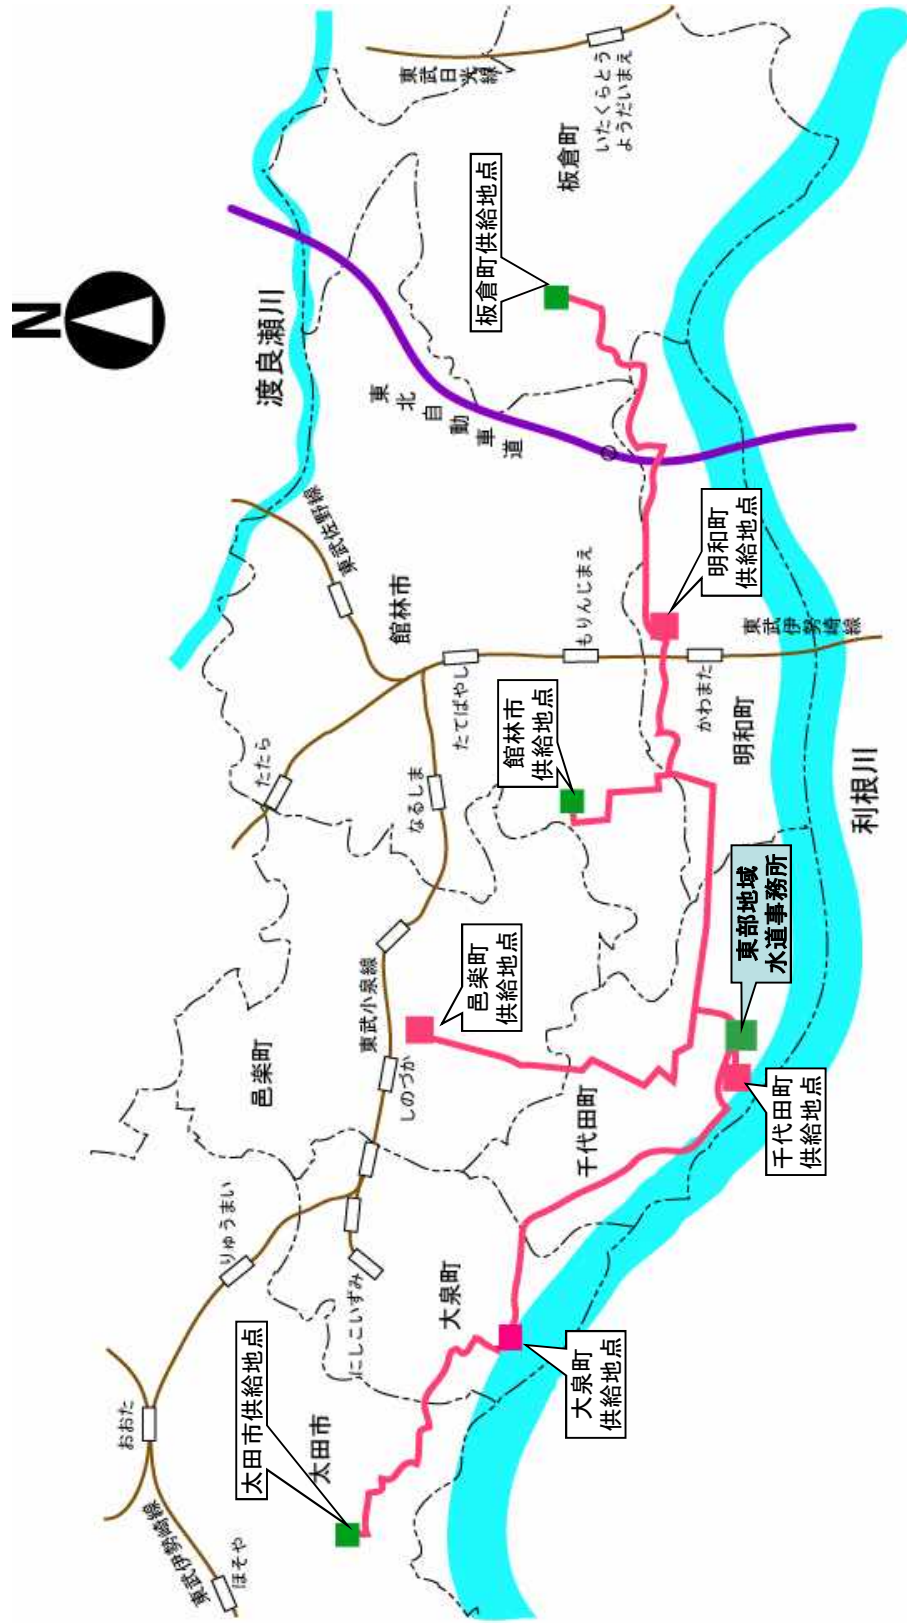 N
渡良瀬川
東武日光線
いたくらとう
ようだいまえ
板倉町
板倉町供給地点
東北自動車道
東武佐野線
館林市
もりんじまえ
明和町
供給地点
東武伊勢崎線
たてばやし
かわまた
明和町
館林市
供給地点
たたら
なるしま
利根川
東部地域
水道事務所
東武小泉線
邑楽町
供給地点
邑楽町
しのづか
千代田町
千代田町
供給地点
りゅうまい
にしこいずみ
大泉町
大泉町
供給地点
太田市供給地点
太田市
おおた
東武伊勢崎線
ほそや